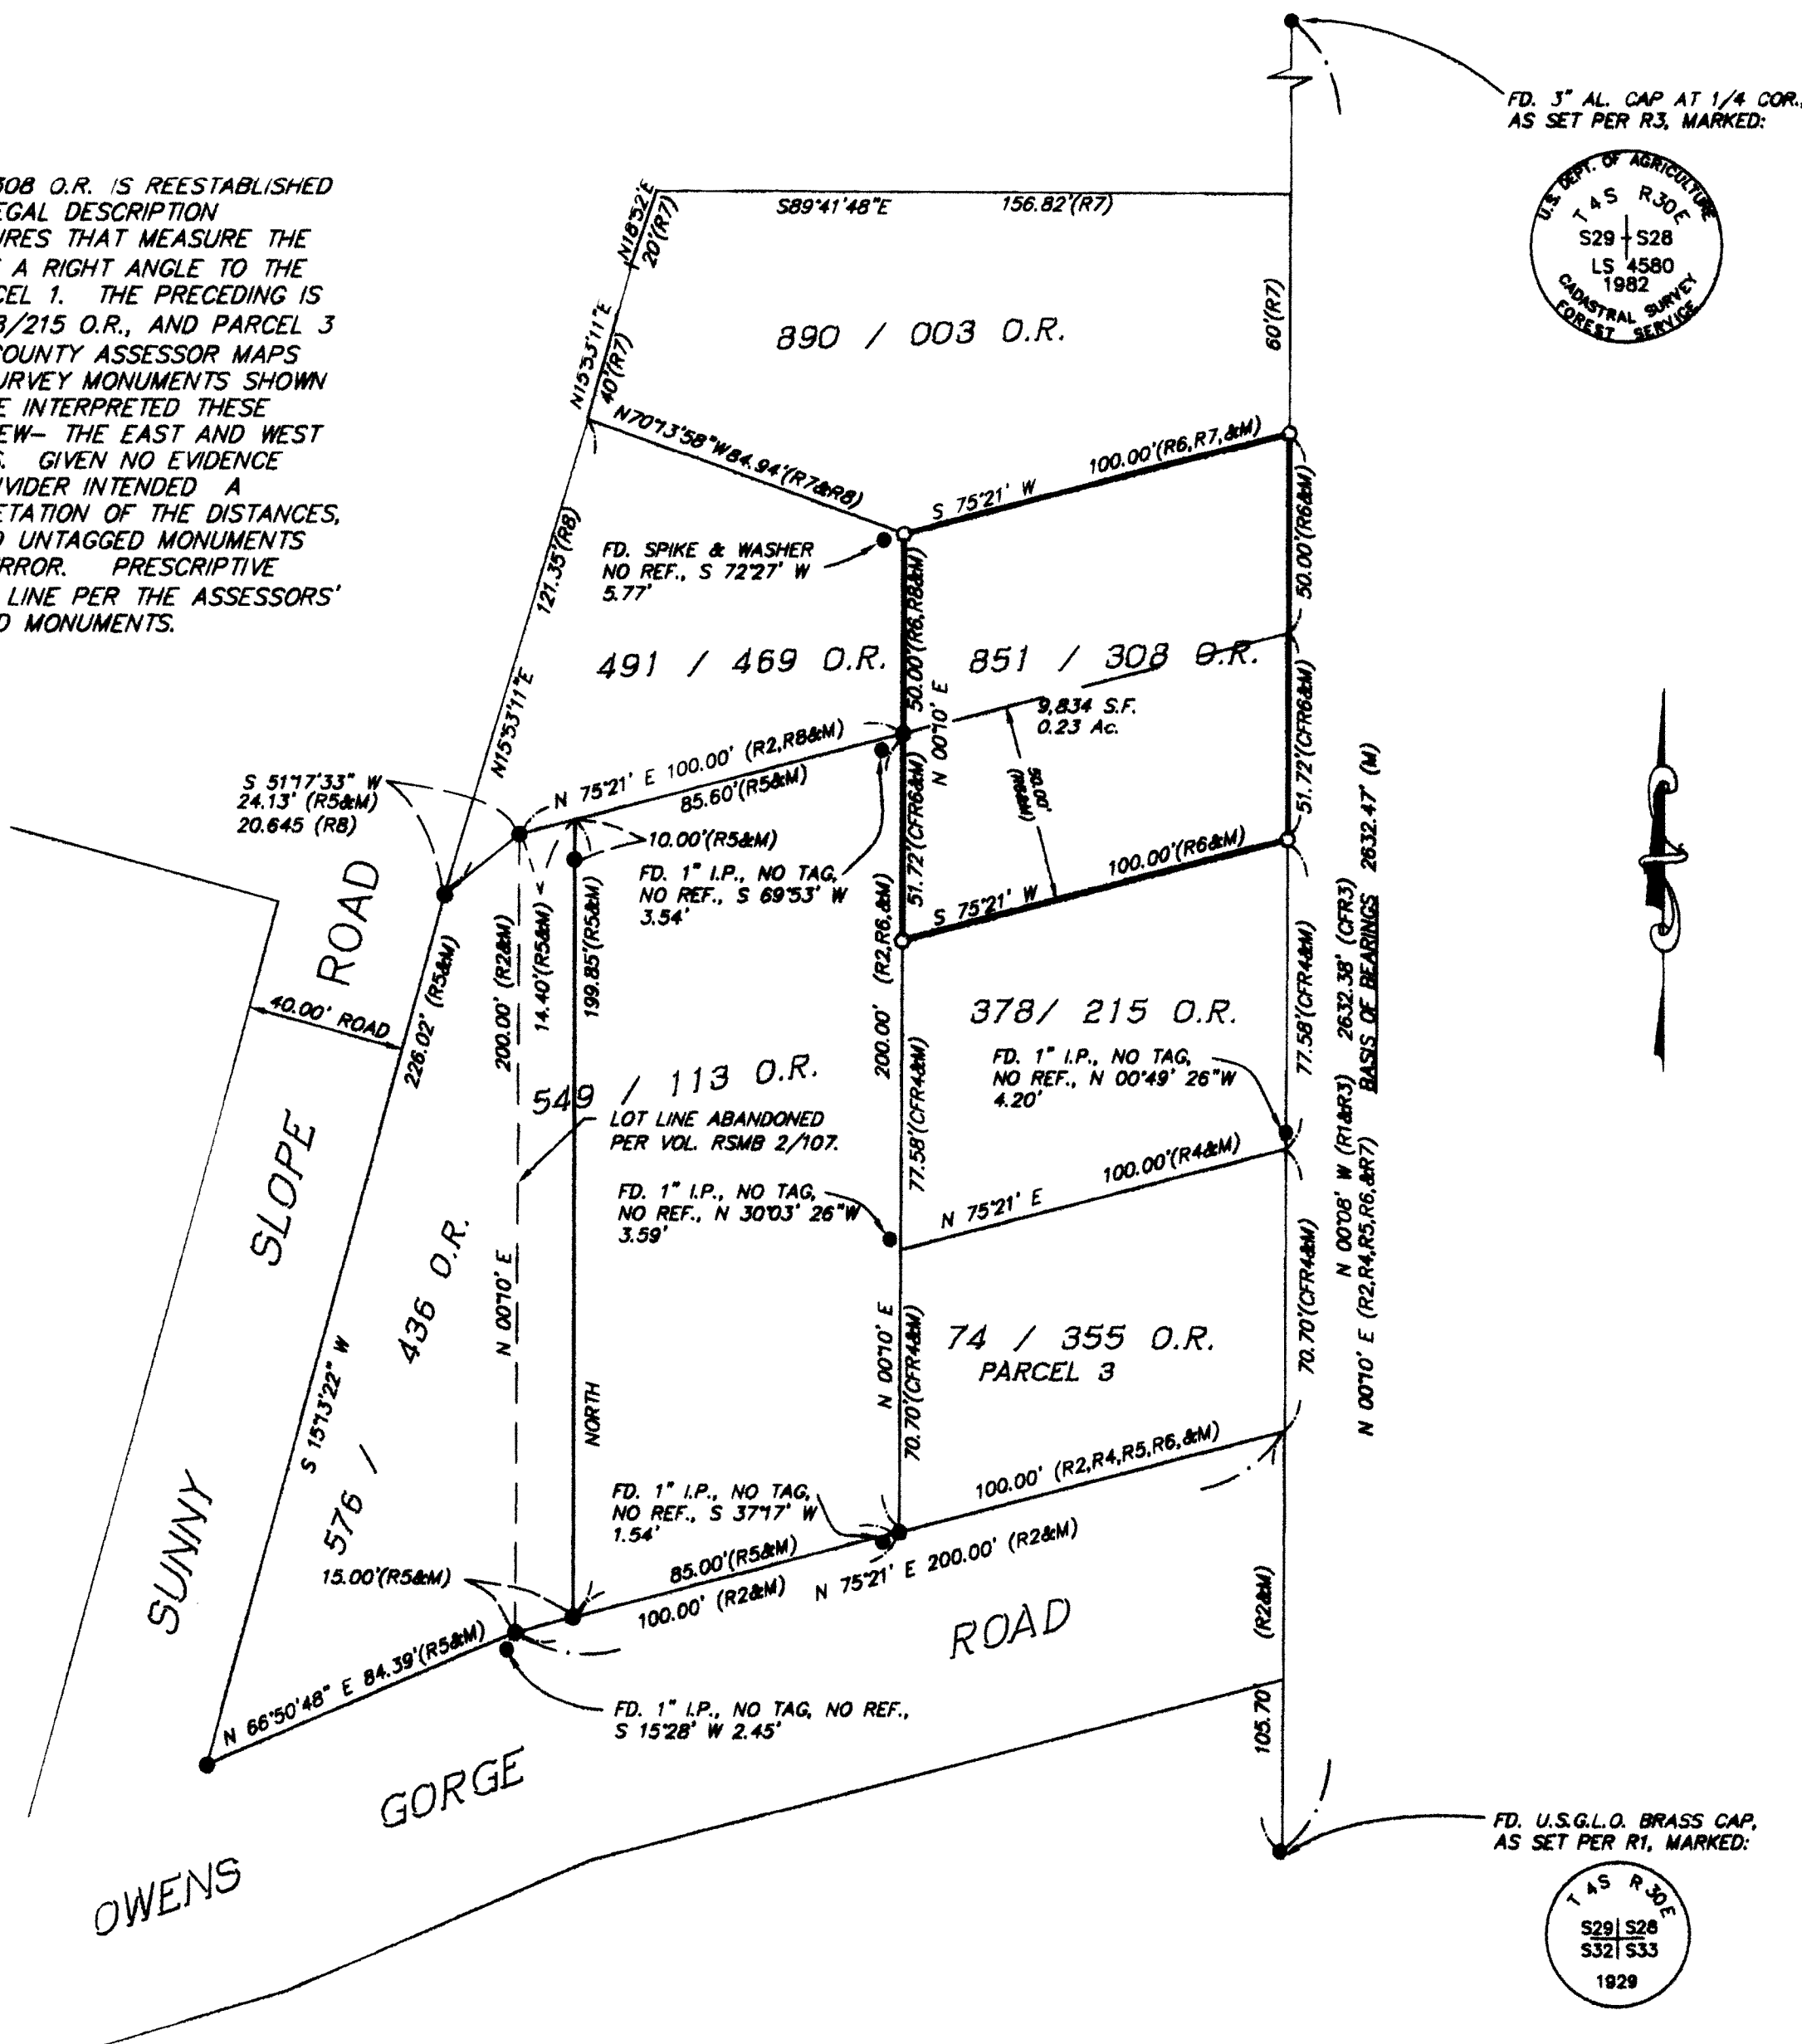 FD. 3" AL. CAP AT 1/4 COR.,
AS SET PER R3, MARKED:
U.S. DEPT. OF AGRICULTURE
T 4 S R30E
S29 S28
LS 4580
1982
CADASTRAL SURVEY
FOREST SERVICE
308 O.R. IS REESTABLISHED
EGAL DESCRIPTION
URES THAT MEASURE THE
A RIGHT ANGLE TO THE
CEL 1. THE PRECEDING IS
8/215 O.R., AND PARCEL 3
COUNTY ASSESSOR MAPS
URVEY MONUMENTS SHOWN
E INTERPRETED THESE
EW- THE EAST AND WEST
S. GIVEN NO EVIDENCE
IVIDER INTENDED A
ETATION OF THE DISTANCES,
D UNTAGGED MONUMENTS
RROR. PRESCRIPTIVE
LINE PER THE ASSESSORS'
D MONUMENTS.
N18°52'E
20'(R7)
S89°41'48"E 156.82'(R7)
N15°53'11"E
40'(R7)
890 / 003 O.R.
60'(R7)
N70°13'58"W84.94'(R7&R8)
100.00'(R6,R7,&M)
S 75°21' W
121.35'(R8)
FD. SPIKE & WASHER
NO REF., S 72°27' W
5.77'
50.00'(R6,R8&M)
50.00'(R6&M)
491 / 469 O.R.
851 / 308 O.R.
N 00°10' E
9,834 S.F.
0.23 Ac.
N15°53'11"E
N 75°21' E 100.00' (R2,R8&M)
85.60'(R5&M)
S 51°17'33" W
24.13' (R5&M)
20.645 (R8)
50.00'
(R6&M)
51.72'(CFR6&M)
51.72'(CFR6&M)
10.00'(R5&M)
FD. 1" I.P., NO TAG,
NO REF., S 69°53' W
3.54'
100.00'(R6&M)
S 75°21' W
ROAD
40.00' ROAD
226.02' (R5&M)
200.00' (R2&M)
14.40'(R5&M)
199.85'(R5&M)
200.00' (R2,R6,&M)
378/ 215 O.R.
FD. 1" I.P., NO TAG,
NO REF., N 00°49' 26"W
4.20'
77.58'(CFR4&M)
77.58'(CFR4&M)
N 00°08' W (R1&R3) 2632.38' (CFR3)
N 00°10' E (R2,R4,R5,R6,&R7) BASIS OF BEARINGS 2632.47' (M)
549 / 113 O.R.
LOT LINE ABANDONED
PER VOL. RSMB 2/107.
SLOPE
FD. 1" I.P., NO TAG,
NO REF., N 30°03' 26"W
3.59'
100.00'(R4&M)
N 75°21' E
N 00°10' E
436 O.R.
S 15°13'22" W
NORTH
N 00°10' E
70.70'(CFR4&M)
74 / 355 O.R.
PARCEL 3
70.70'(CFR4&M)
576 /
SUNNY
15.00'(R5&M)
FD. 1" I.P., NO TAG,
NO REF., S 37°17' W
1.54'
100.00' (R2,R4,R5,R6,&M)
85.00'(R5&M)
100.00' (R2&M)
N 75°21' E 200.00' (R2&M)
ROAD
N 66°50'48" E 84.39'(R5&M)
FD. 1" I.P., NO TAG, NO REF.,
S 15°28' W 2.45'
105.70' (R2&M)
GORGE
OWENS
FD. U.S.G.L.O. BRASS CAP,
AS SET PER R1, MARKED:
T 4S R 30E
S29 S28
S32 S33
1929